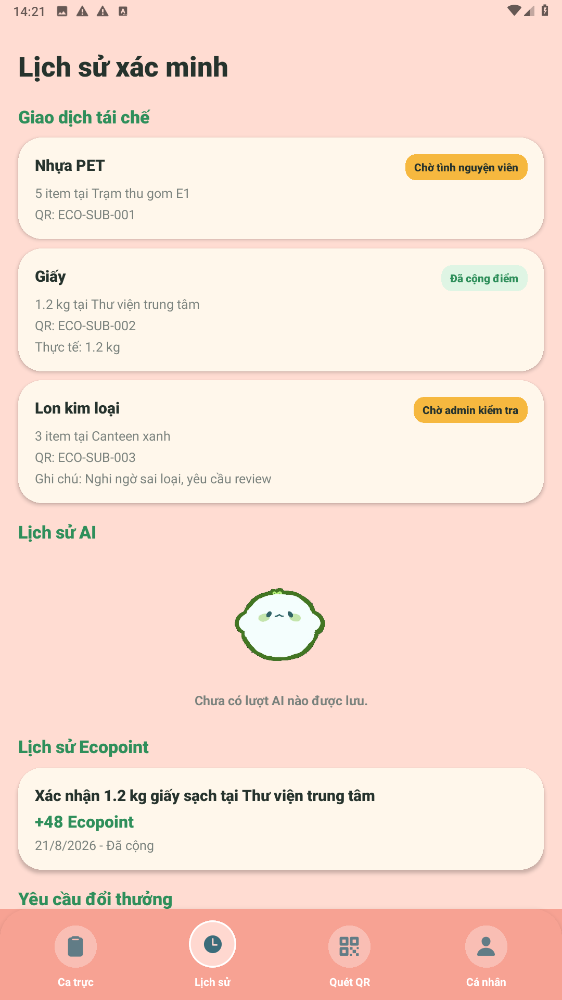 14:21
Lịch sử xác minh
Giao dịch tái chế
Nhựa PET
Chờ tình nguyện viên
5 item tại Trạm thu gom E1
QR: ECO-SUB-001
Giấy
Đã cộng điểm
1.2 kg tại Thư viện trung tâm
QR: ECO-SUB-002
Thực tế: 1.2 kg
Lon kim loại
Chờ admin kiểm tra
3 item tại Canteen xanh
QR: ECO-SUB-003
Ghi chú: Nghi ngờ sai loại, yêu cầu review
Lịch sử AI
Chưa có lượt AI nào được lưu.
Lịch sử Ecopoint
Xác nhận 1.2 kg giấy sạch tại Thư viện trung tâm
+48 Ecopoint
21/8/2026 - Đã cộng
Yêu cầu đổi thưởng
Ca trực
Lịch sử
Quét QR
Cá nhân